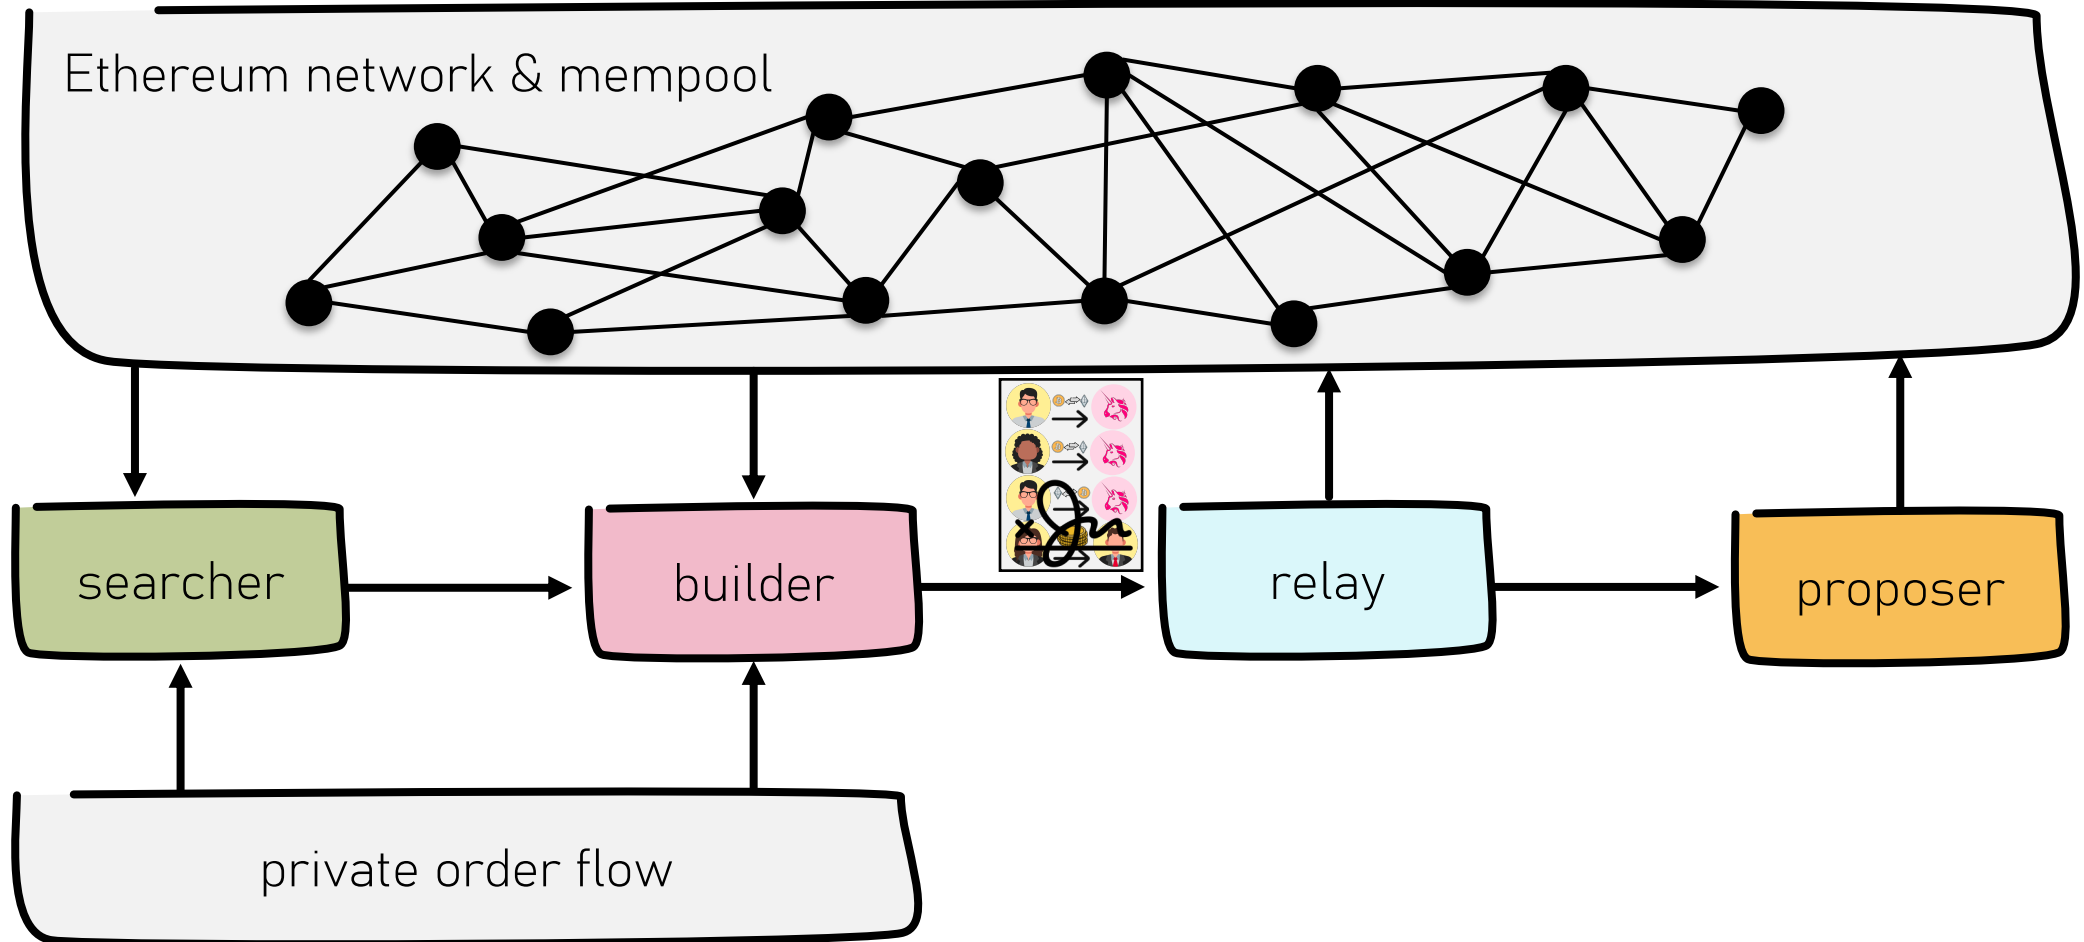 Ethereum network & mempool
searcher
builder
relay
proposer
private order flow